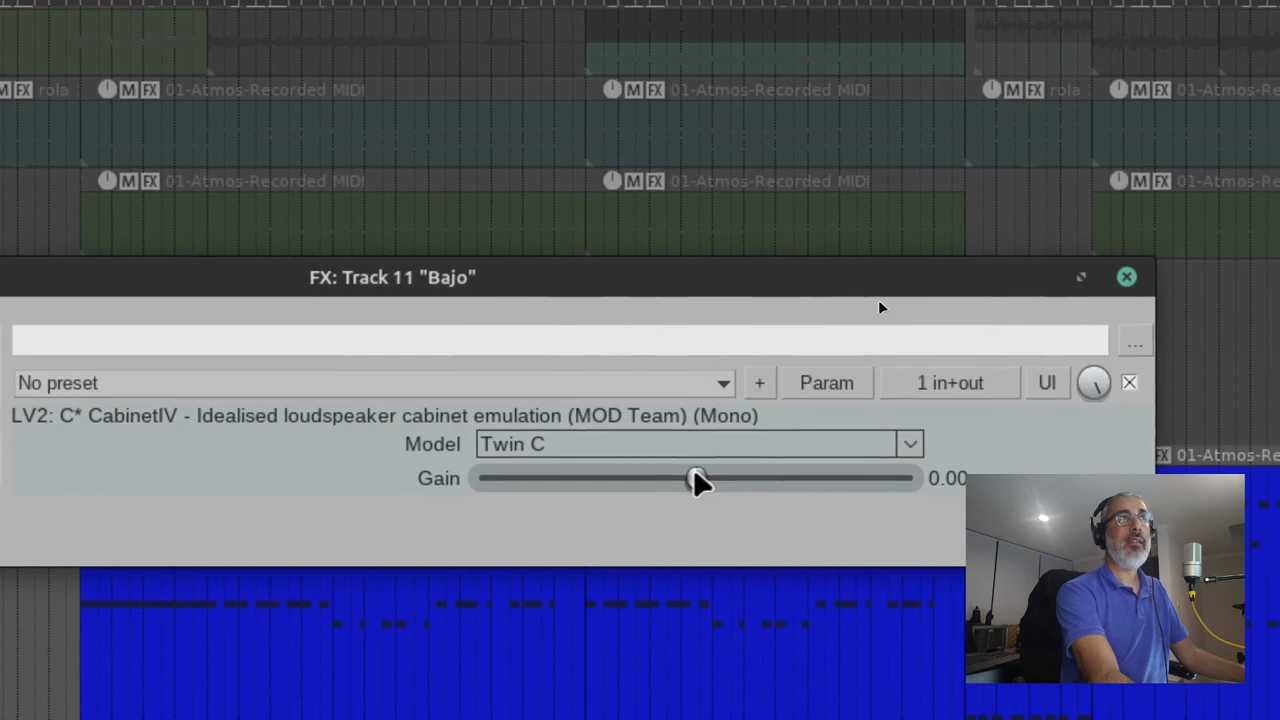 M FX rola
M FX 01-Atmos-Recorded MIDI
M FX 01-Atmos-Recorded MIDI
M FX rola
M FX 01-Atmos-Re
M FX 01-Atmos-Recorded MIDI
M FX 01-Atmos-Recorded MIDI
M FX 01-Atmos-Re
FX: Track 11 "Bajo"
...
No preset
+
Param
1 in+out
UI
LV2: C* CabinetIV - Idealised loudspeaker cabinet emulation (MOD Team) (Mono)
Model
Twin C
FX 01-Atmos-Re
Gain
0.00